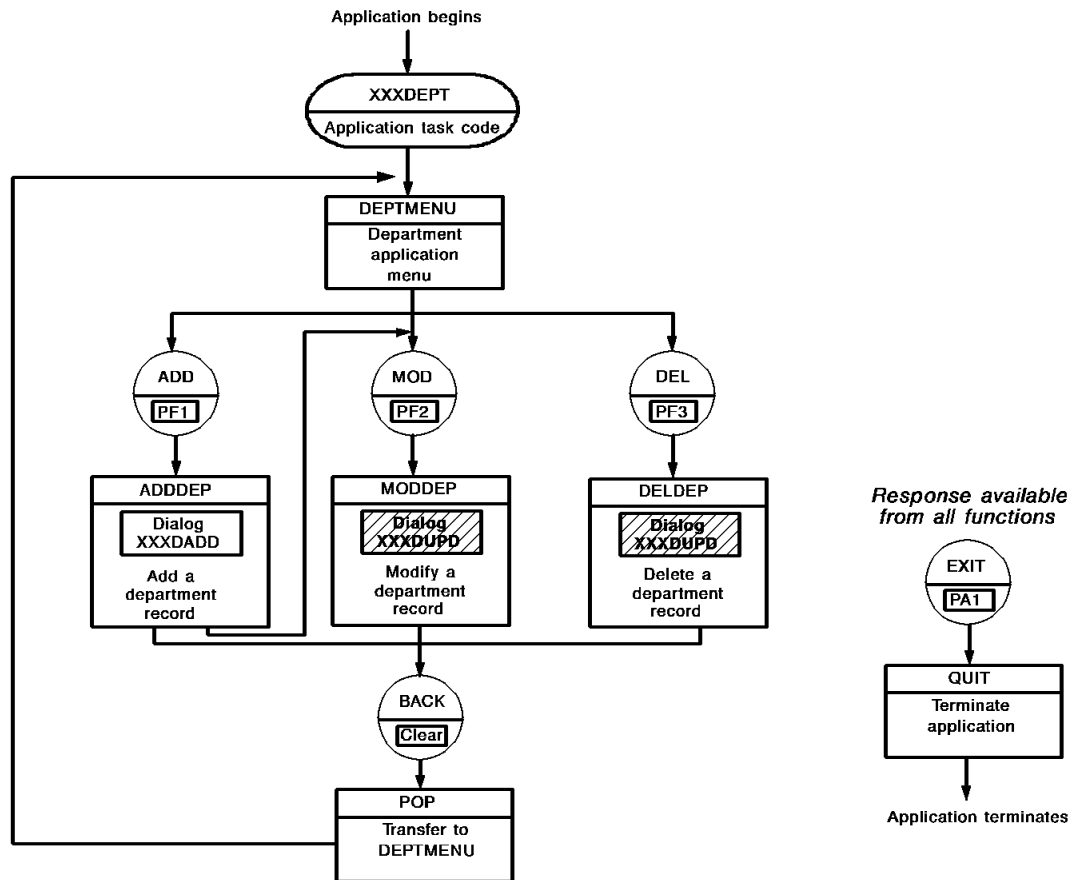 Application begins
XXXDEPT
Application task code
DEPTMENU
Department
application
menu
ADD
PF1
MOD
PF2
DEL
PF3
ADDDEP
Dialog
XXXDADD
Add a
department
record
MODDEP
Dialog
XXXDUPD
Modify a
department
record
DELDEP
Dialog
XXXDUPD
Delete a
department
record
Response available
from all functions
EXIT
PA1
QUIT
Terminate
application
Application terminates
BACK
Clear
POP
Transfer to
DEPTMENU